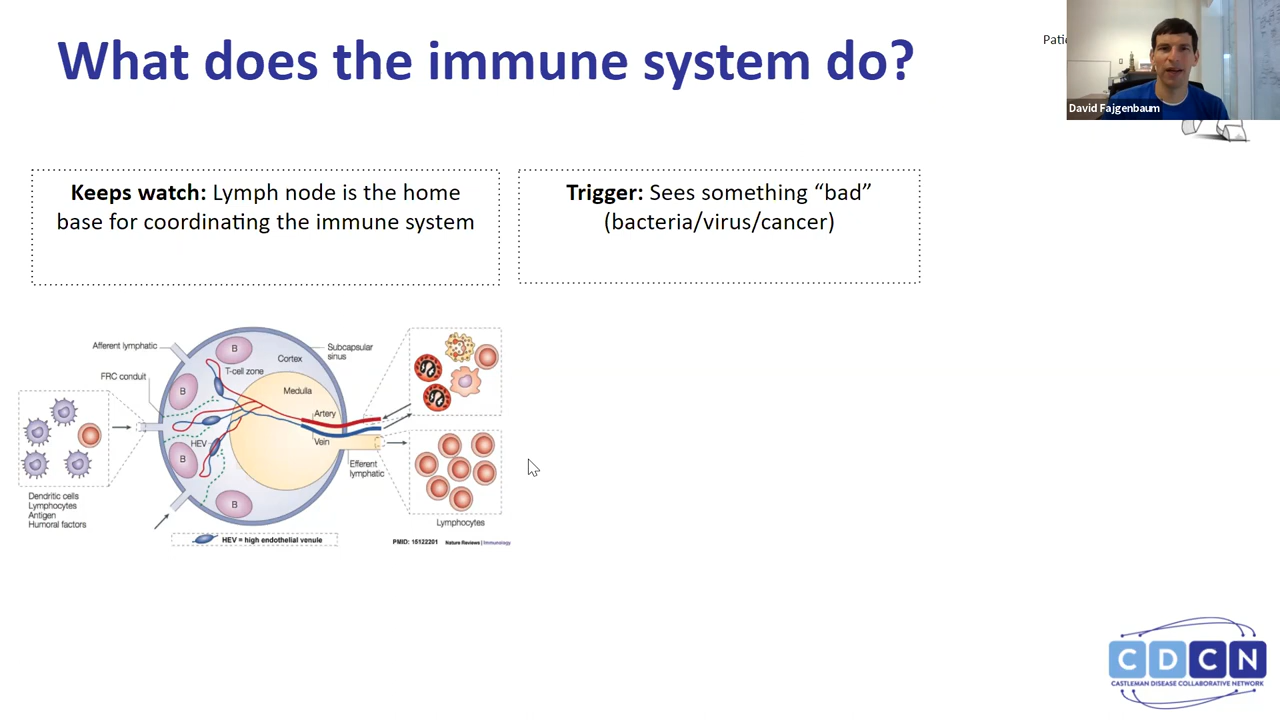 What does the immune system do?
Pati
David Fajgenbaum
Keeps watch: Lymph node is the home
base for coordinating the immune system
Trigger: Sees something “bad”
(bacteria/virus/cancer)
Afferent lymphatic
FRC conduit
B
B
B
B
Cortex
T-cell zone
Medulla
Subcapsular
sinus
Artery
Vein
HEV
Efferent
lymphatic
Dendritic cells
Lymphocytes
Antigen
Humoral factors
Lymphocytes
HEV = high endothelial venule
PMID: 15122201 Nature Reviews | Immunology
CDCN
CASTLEMAN DISEASE COLLABORATIVE NETWORK